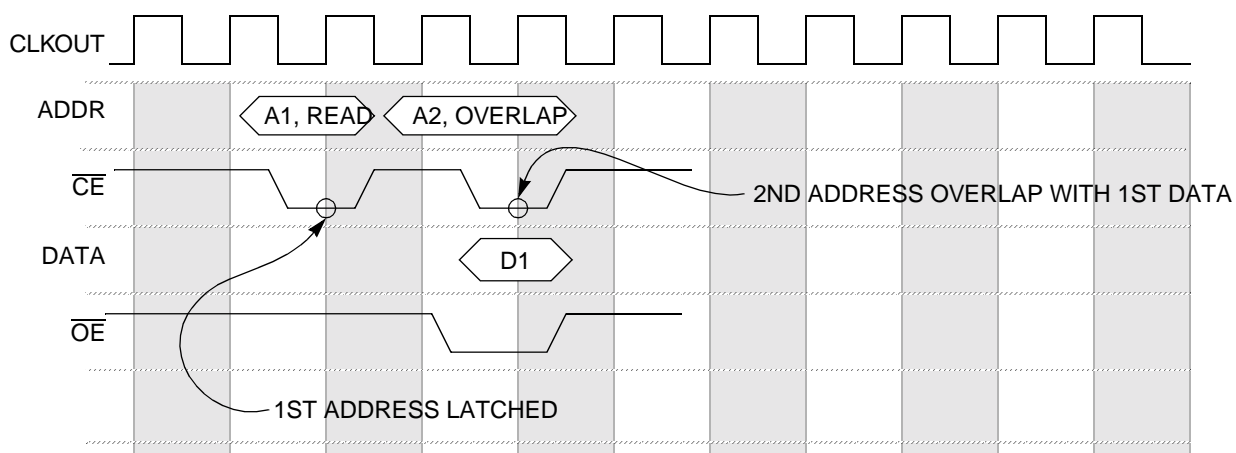 CLKOUT
ADDR
A1, READ
A2, OVERLAP
CE
2ND ADDRESS OVERLAP WITH 1ST DATA
DATA
D1
OE
1ST ADDRESS LATCHED